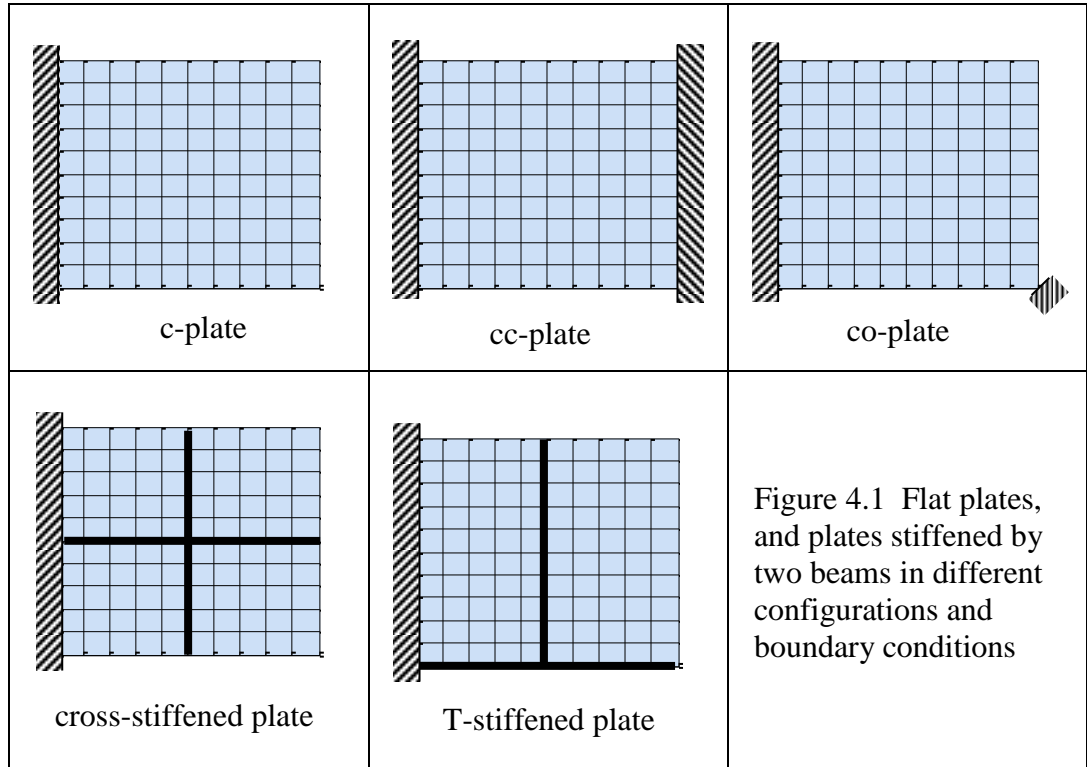 c-plate
cc-plate
co-plate
cross-stiffened plate
T-stiffened plate
Figure 4.1 Flat plates,
and plates stiffened by
two beams in different
configurations and
boundary conditions